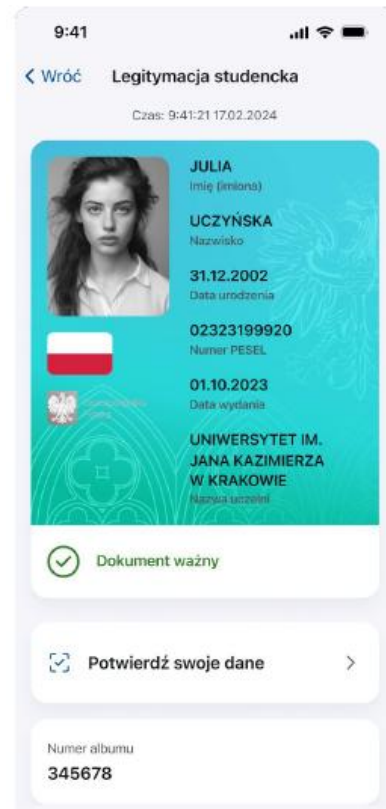 9:41
Wróć
Legitymacja studencka
Czas: 9:41:21 17.02.2024
JULIA
Imię (imiona)
UCZYŃSKA
Nazwisko
31.12.2002
Data urodzenia
02323199920
Numer PESEL
01.10.2023
Data wydania
UNIWERSYTET IM.
JANA KAZIMIERZA
W KRAKOWIE
Nazwa uczelni
Dokument ważny
Potwierdź swoje dane
Numer albumu
345678